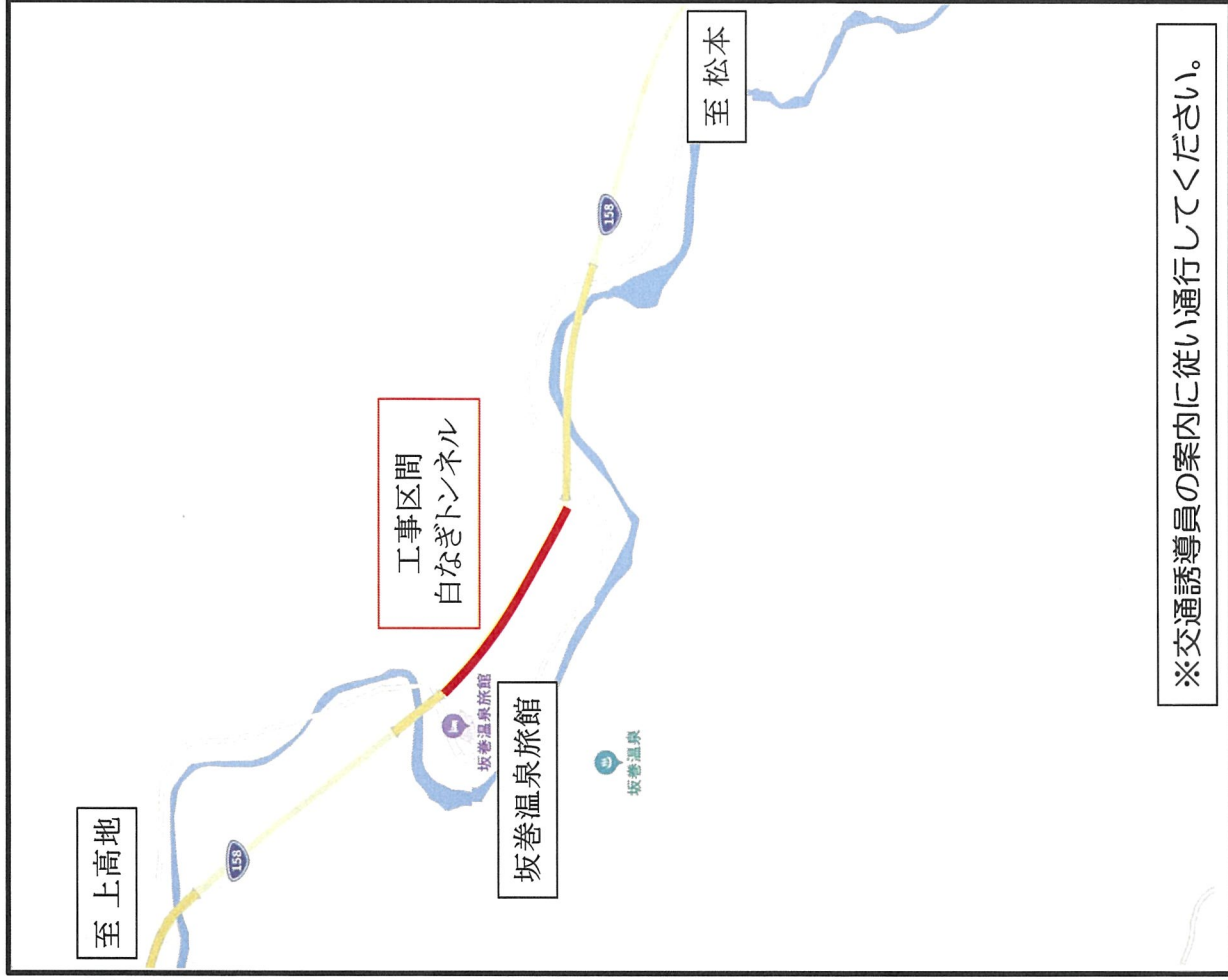 至 上高地
158
工事区間
白なぎトンネル
坂巻温泉旅館
坂巻温泉旅館
坂巻温泉
158
至 松本
※交通誘導員の案内に従い通行してください。